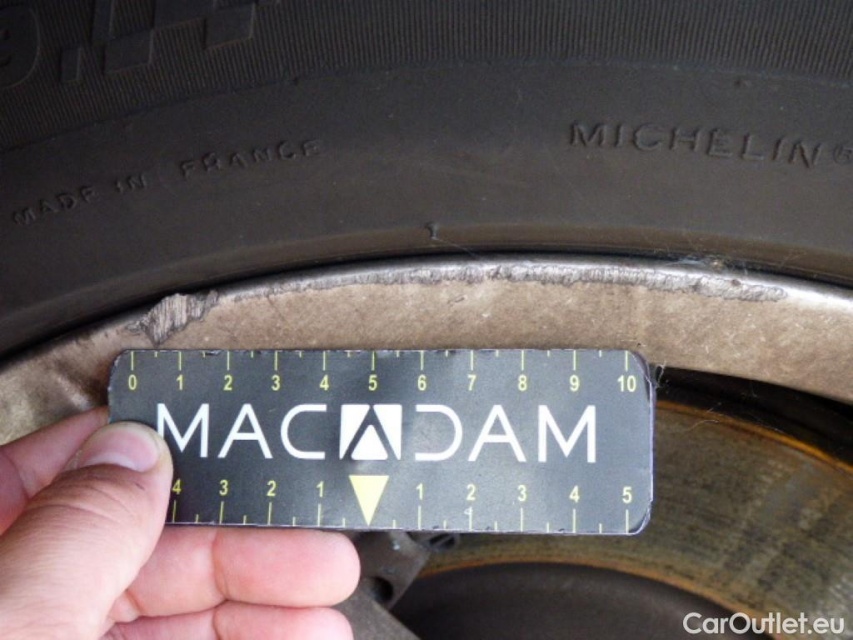 MADE IN FRANCE
MICHELIN®
0 1 2 3 4 5 6 7 8 9 10
MACADAM
4 3 2 1 1 2 3 4 5
CarOutlet.eu